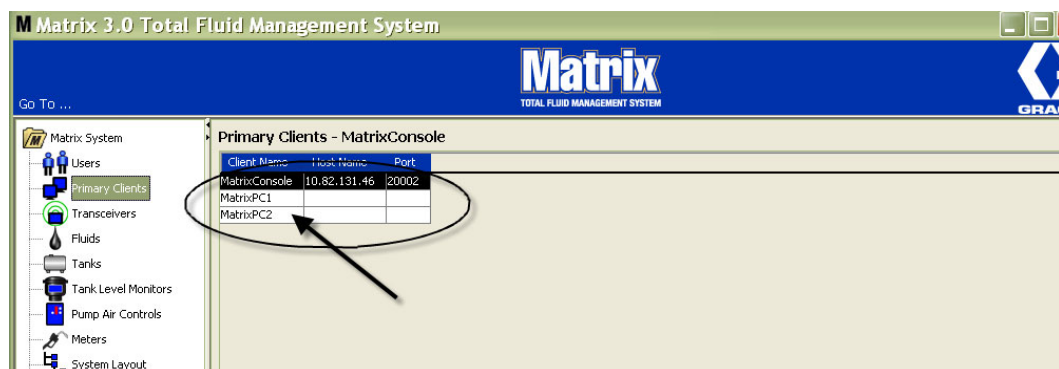 M Matrix 3.0 Total Fluid Management System
Matrix
TOTAL FLUID MANAGEMENT SYSTEM
Go To ...
Matrix System
Users
Primary Clients
Transceivers
Fluids
Tanks
Tank Level Monitors
Pump Air Controls
Meters
System Layout
Primary Clients - MatrixConsole
Client Name Host Name Port
MatrixConsole 10.82.131.46 20002
MatrixPC1
MatrixPC2